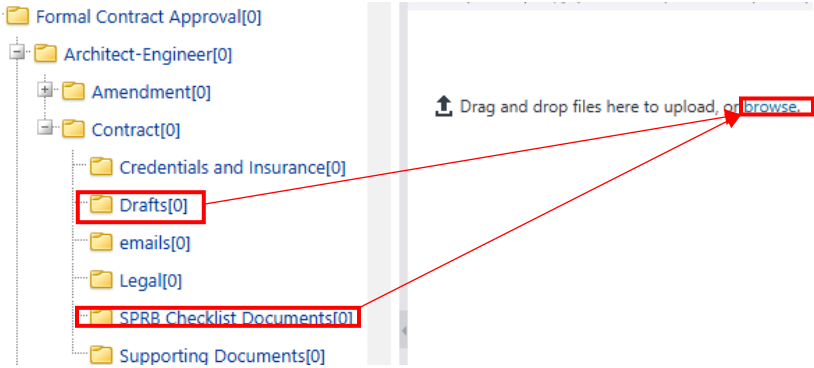 Formal Contract Approval[0]
Architect-Engineer[0]
Amendment[0]
Contract[0]
Credentials and Insurance[0]
Drafts[0]
emails[0]
Legal[0]
SPRB Checklist Documents[0]
Supporting Documents[0]
Drag and drop files here to upload, or browse.